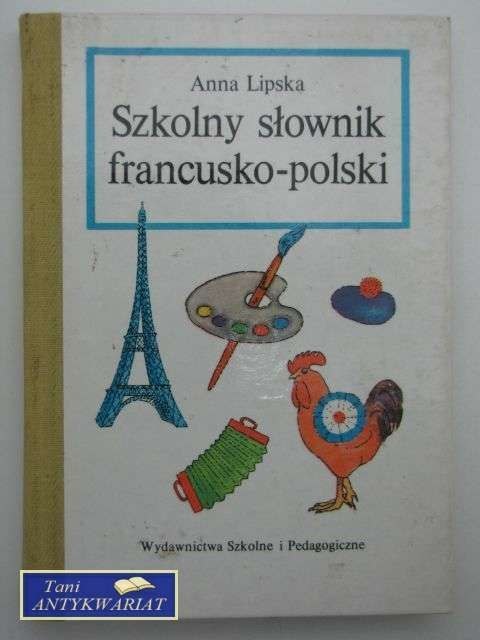 Anna Lipska
Szkolny słownik
francusko-polski
Wydawnictwa Szkolne i Pedagogiczne
Tani
ANTYKWARIAT